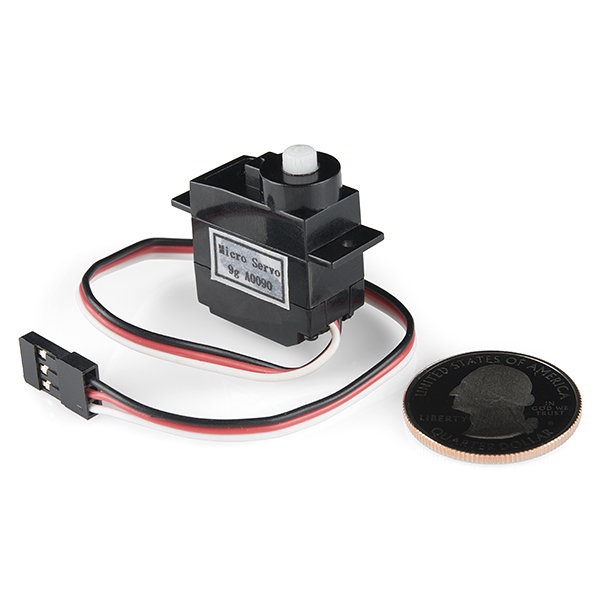 Micro Servo
9g A0090
UNITED STATES OF AMERICA
LIBERTY
IN
GOD WE
TRUST
QUARTER DOLLAR